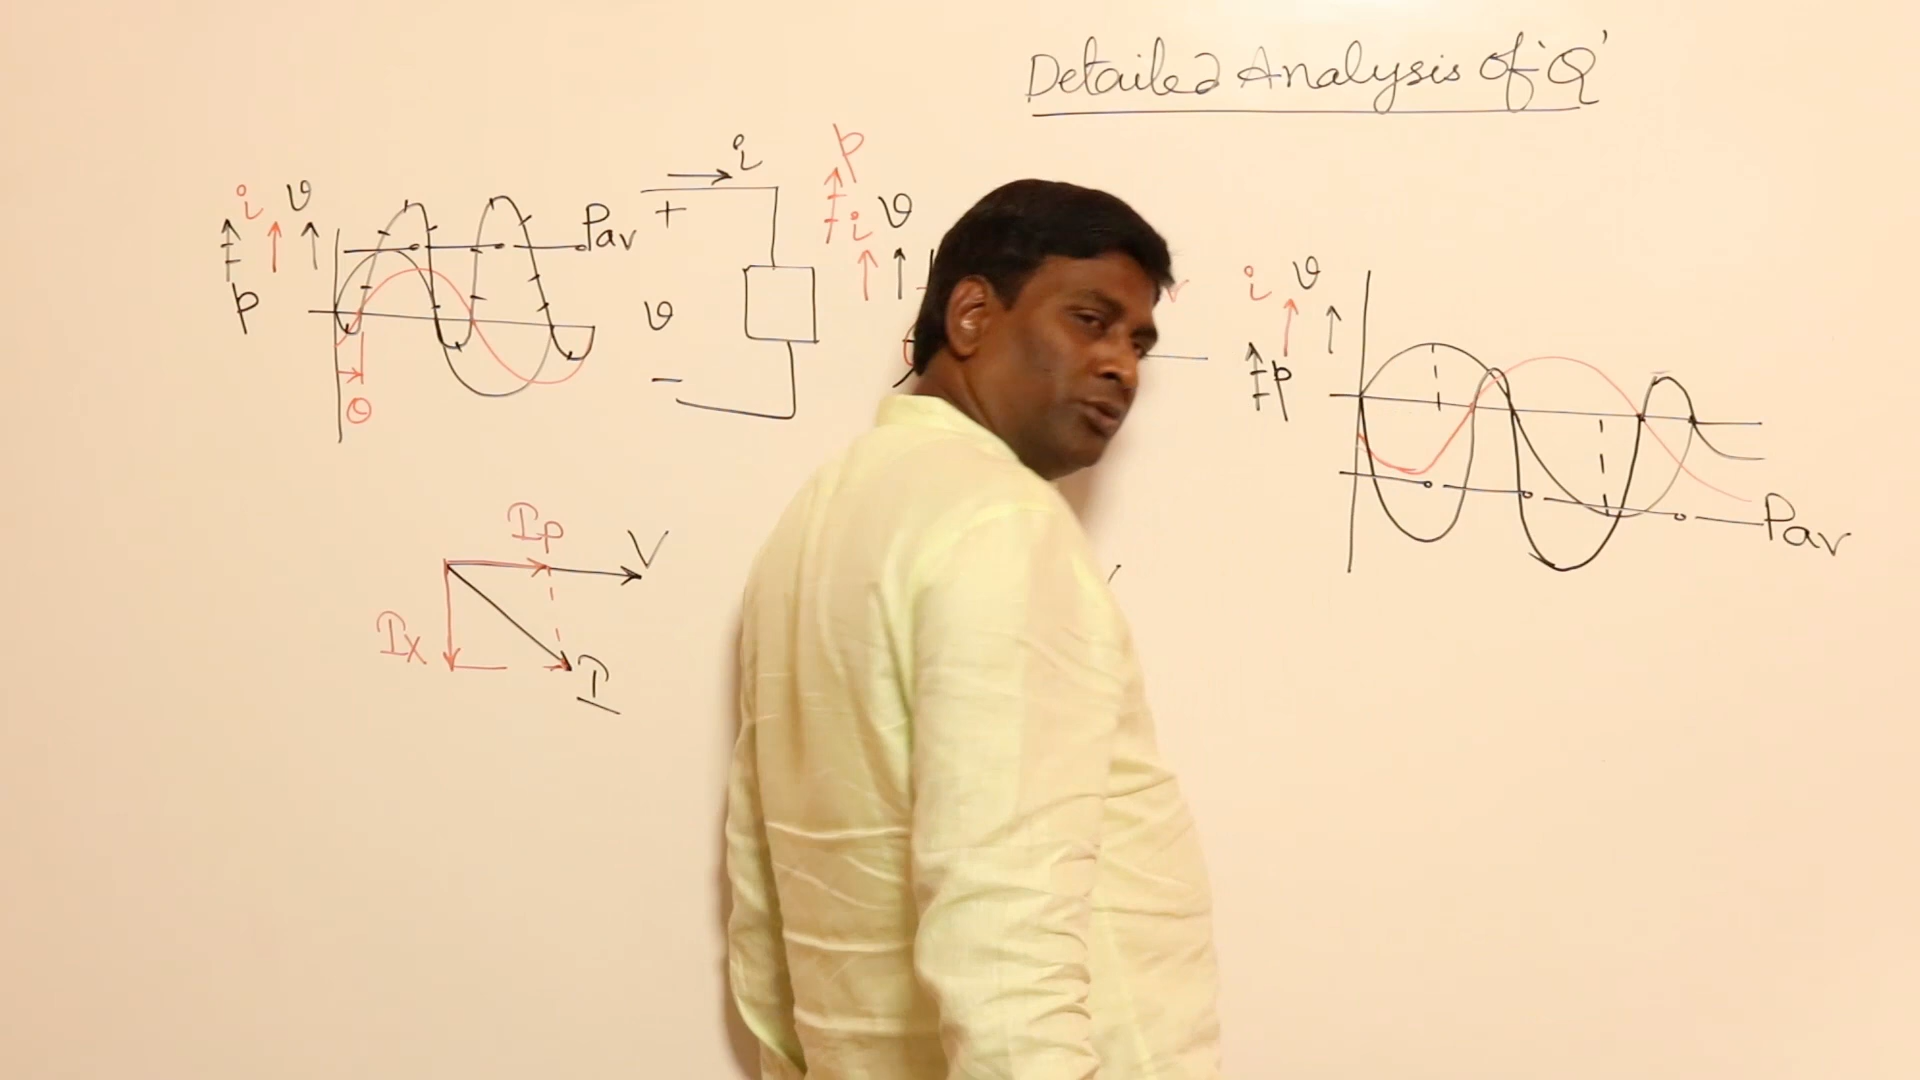 Detailed Analysis of 'Q'
i v
p
Pav
θ
i
+
v
−
p
i v
i v
p
Pav
Ip
V
Ix
I